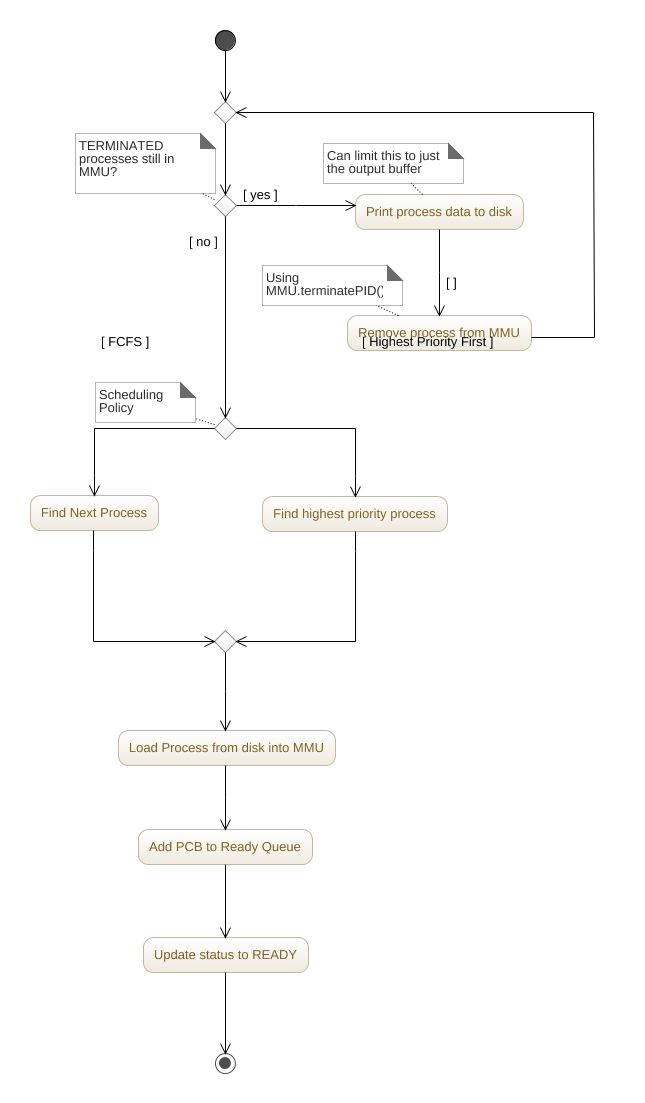 TERMINATED
processes still in
MMU?
Can limit this to just
the output buffer
[ yes ]
Print process data to disk
[ no ]
Using
MMU.terminatePID()
[ ]
Remove process from MMU
[ Highest Priority First ]
[ FCFS ]
Scheduling
Policy
Find Next Process
Find highest priority process
Load Process from disk into MMU
Add PCB to Ready Queue
Update status to READY